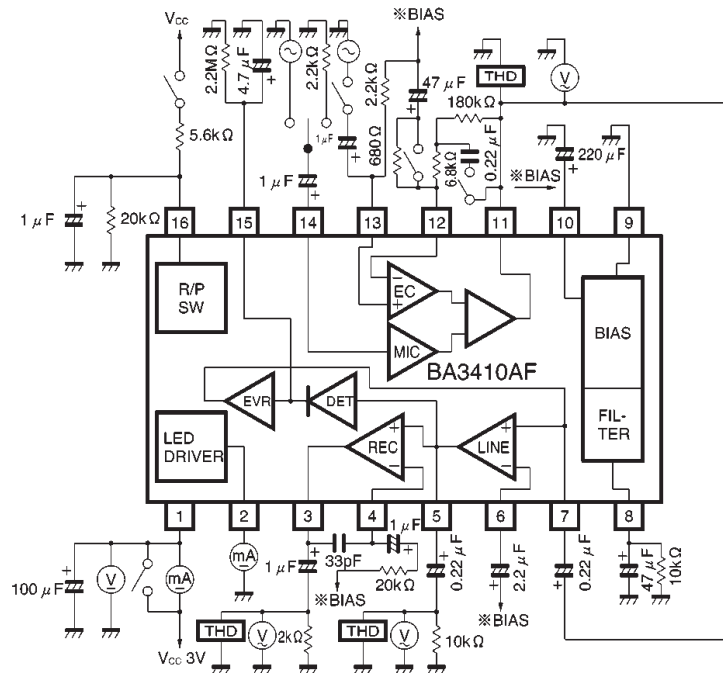 ※BIAS
Vcc
2.2MΩ
4.7μF
2.2kΩ
2.2kΩ
47μF
THD
V
180kΩ
5.6kΩ
1μF
680Ω
6.8kΩ
0.22μF
※BIAS
220μF
1μF
20kΩ
1μF
16 15 14 13 12 11 10 9
R/P
SW
EC
MIC
BIAS
BA3410AF
EVR
DET
FIL-
TER
LED
DRIVER
REC
LINE
1 2 3 4 5 6 7 8
100μF
V
mA
mA
1μF
33pF
1μF
20kΩ
※BIAS
0.22μF
2.2μF
※BIAS
0.22μF
47μF
10kΩ
Vcc 3V
THD
V
2kΩ
THD
V
10kΩ